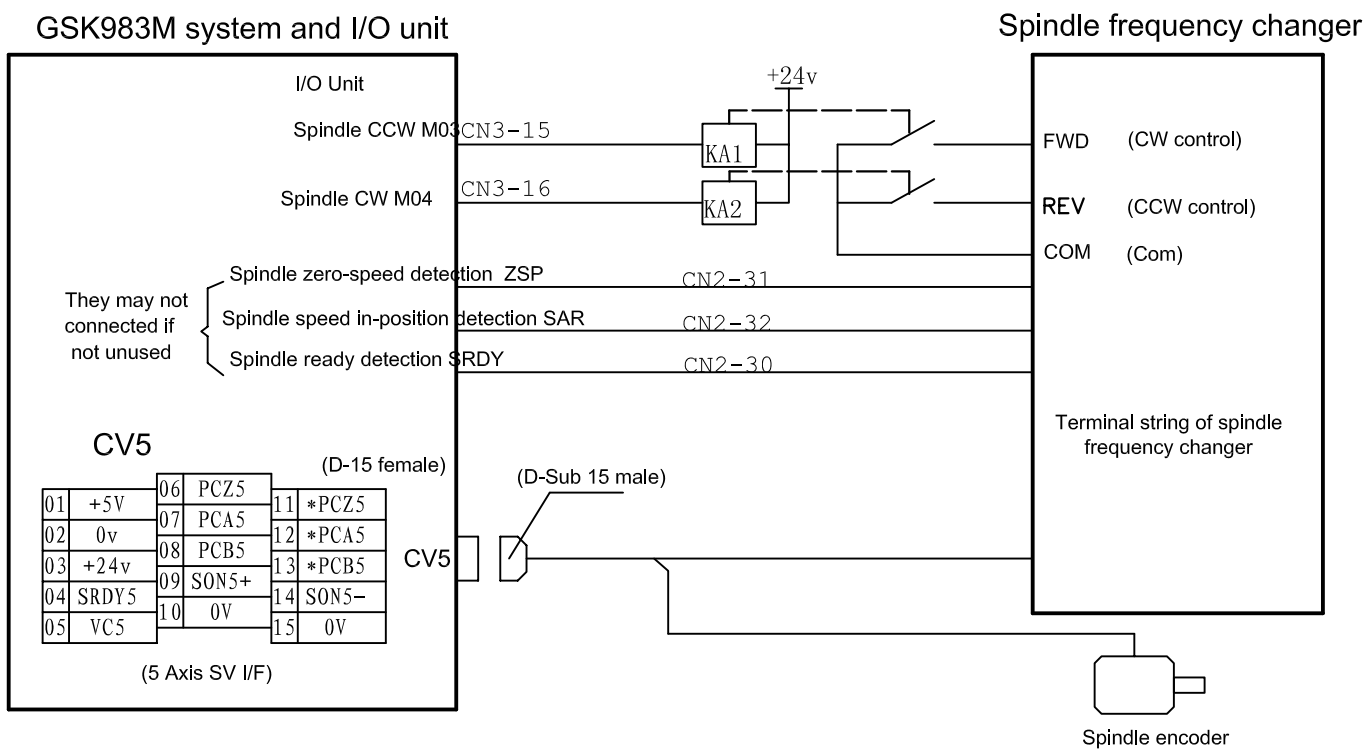 GSK983M system and I/O unit
Spindle frequency changer
I/O Unit
+24v
Spindle CCW M03
CN3-15
KA1
FWD
(CW control)
Spindle CW M04
CN3-16
KA2
REV
(CCW control)
COM
(Com)
Spindle zero-speed detection ZSP
CN2-31
They may not
connected if
not unused
Spindle speed in-position detection SAR
CN2-32
Spindle ready detection SRDY
CN2-30
Terminal string of spindle
frequency changer
CV5
(D-15 female)
(D-Sub 15 male)
01 +5V
02 0v
03 +24v
04 SRDY5
05 VC5
06 PCZ5
07 PCA5
08 PCB5
09 SON5+
10 0V
11 *PCZ5
12 *PCA5
13 *PCB5
14 SON5-
15 0V
CV5
(5 Axis SV I/F)
Spindle encoder